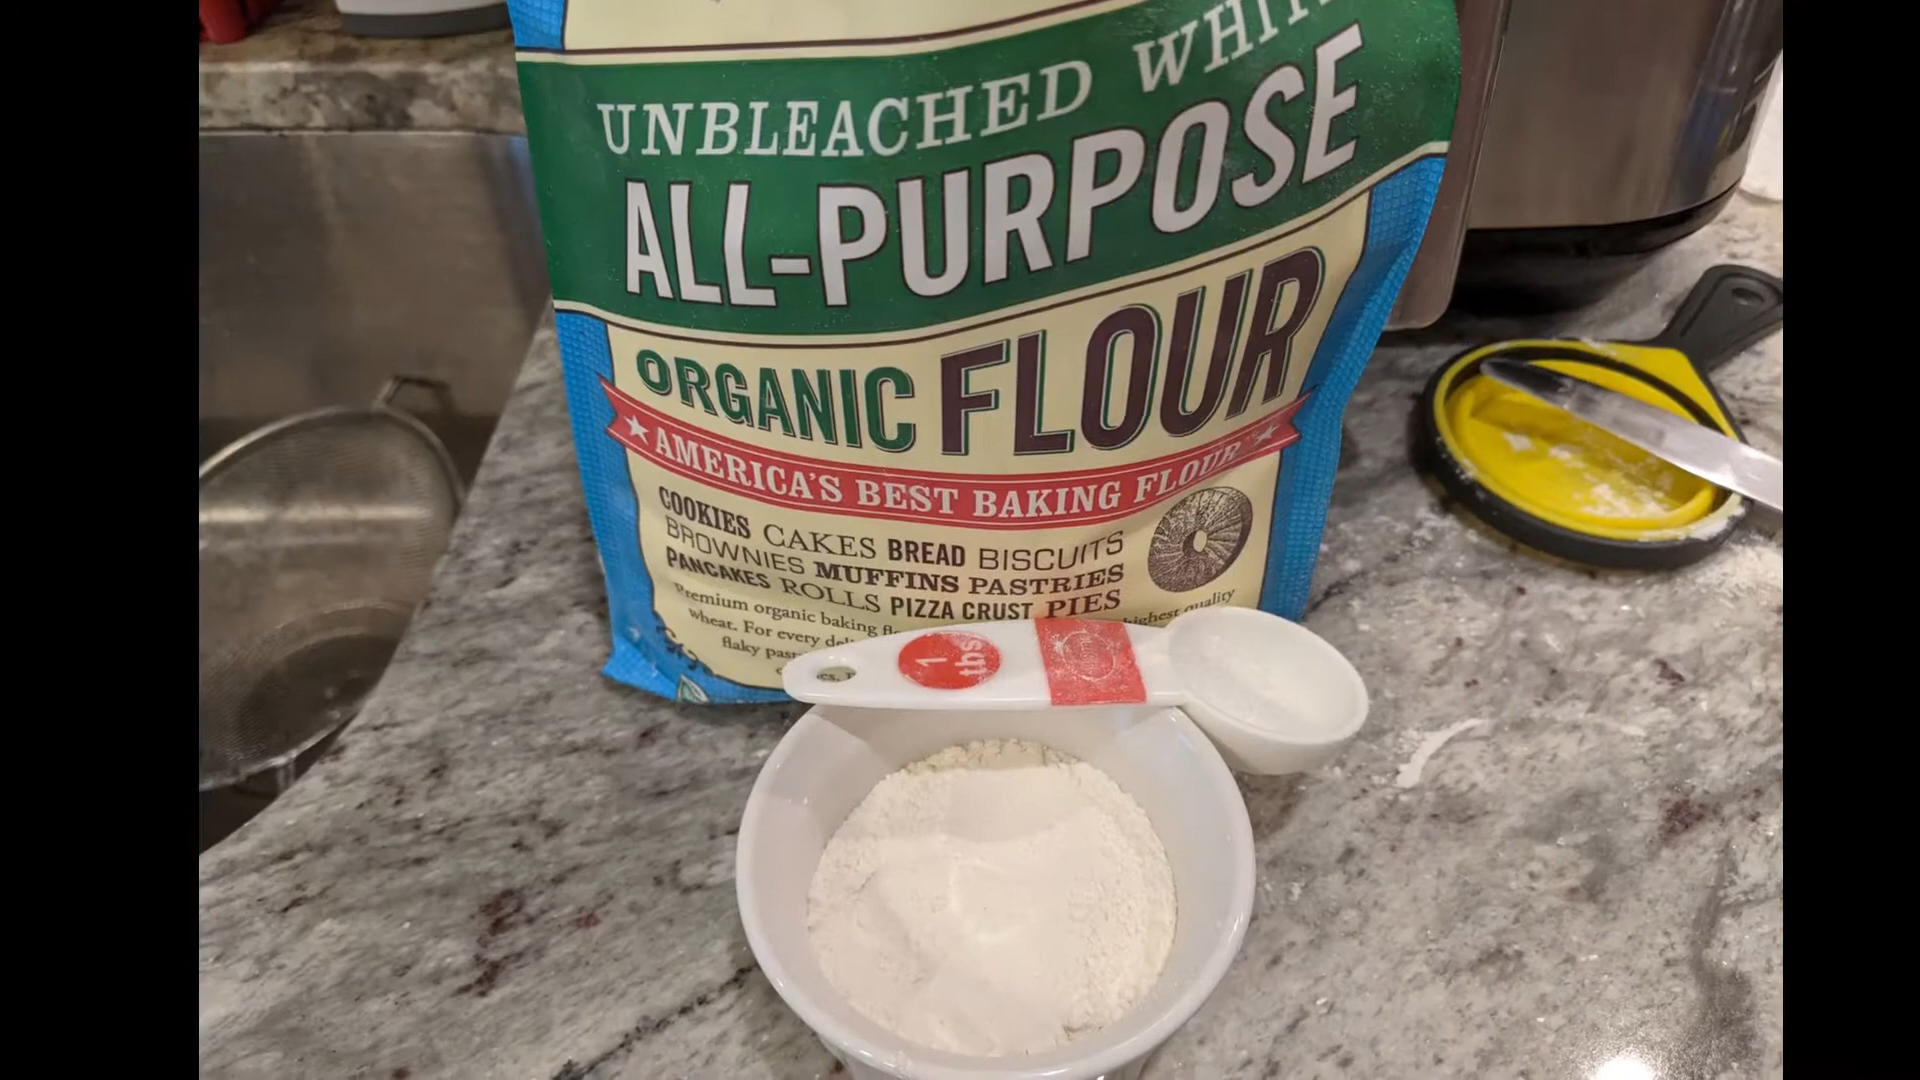 UNBLEACHED WHITE
ALL-PURPOSE
ORGANIC FLOUR
AMERICA'S BEST BAKING FLOUR
COOKIES CAKES BREAD BISCUITS
BROWNIES MUFFINS PASTRIES
PANCAKES ROLLS PIZZA CRUST PIES
Premium organic baking highest quality
wheat. For every
flaky
1
tbs